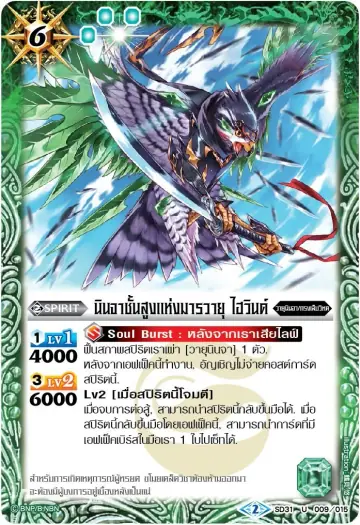 6
② SPIRIT
นินจาชั้นสูงแห่งมารวายุ ไฮวินด์
1 LV1
4000
3 LV2
6000
S Soul Burst : หลังจากเราเสียไลฟ์
ฟื้นสภาพสปิริตเราเผ่า [วายุนินจา] 1 ตัว.
หลังจากเอฟเฟ็คนี้ทำงาน, อัญเชิญไม่จ่ายคอสต์การ์ด
สปิริตนี้.
Lv2 [เมื่อสปิริตนี้โจมตี]
เมื่อจบการต่อสู้, สามารถนำสปิริตนี้กลับขึ้นมือได้. เมื่อ
สปิริตนี้กลับขึ้นมือโดยเอฟเฟ็คนี้, สามารถนำการ์ดที่มี
เอฟเฟ็คเบิร์สในมือเรา 1 ใบไปเซ็ทได้.
© BNP/B,NBN
2
SD31 U 009 / 015